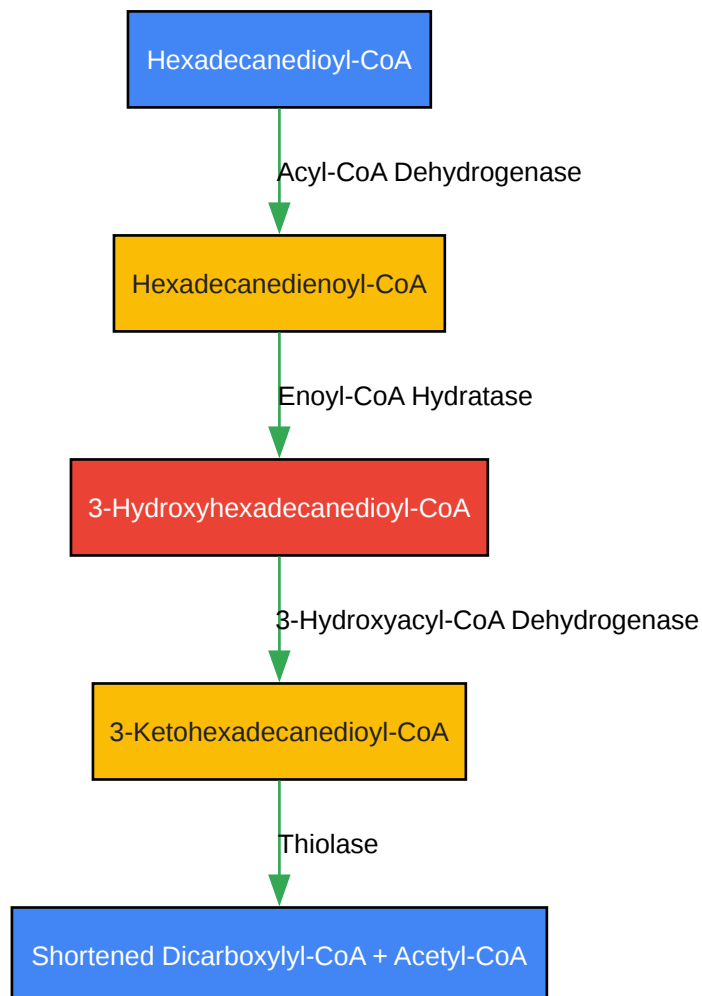 Hexadecanedioyl-CoA
Acyl-CoA Dehydrogenase
Hexadecanedienoyl-CoA
Enoyl-CoA Hydratase
3-Hydroxyhexadecanedioyl-CoA
3-Hydroxyacyl-CoA Dehydrogenase
3-Ketohexadecanedioyl-CoA
Thiolase
Shortened Dicarboxylyl-CoA + Acetyl-CoA